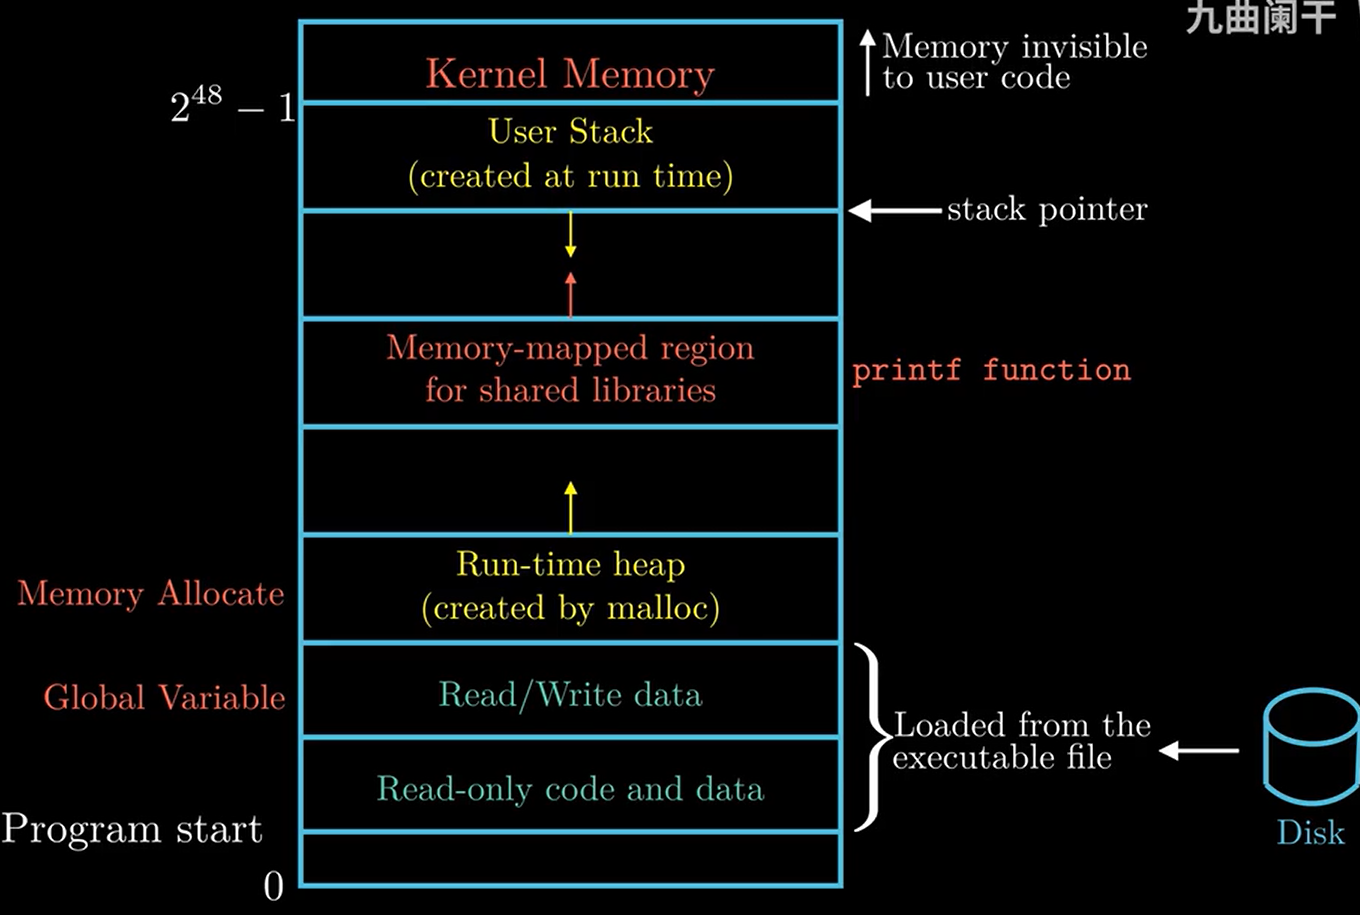 九曲阑干
Memory invisible
to user code
Kernel Memory
2^48 − 1
User Stack
(created at run time)
stack pointer
Memory-mapped region
for shared libraries
printf function
Run-time heap
(created by malloc)
Memory Allocate
Read/Write data
Global Variable
Loaded from the
executable file
Read-only code and data
Program start
0
Disk